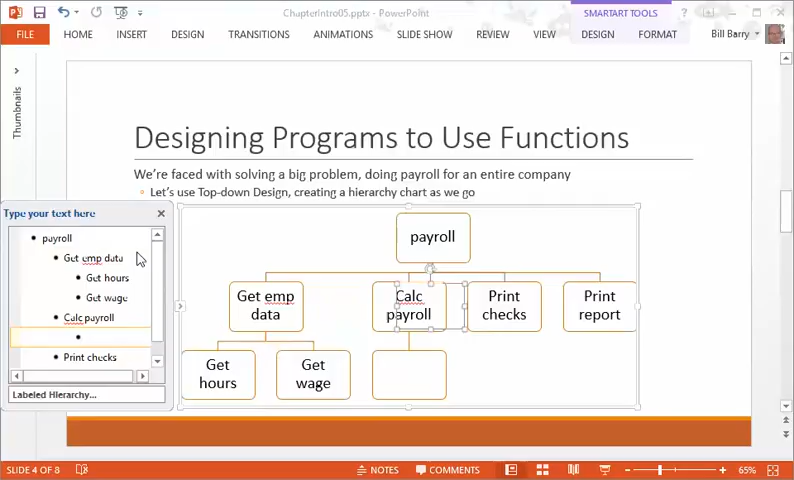 ChapterIntro05.pptx - PowerPoint
SMARTART TOOLS
?
FILE
HOME
INSERT
DESIGN
TRANSITIONS
ANIMATIONS
SLIDE SHOW
REVIEW
VIEW
DESIGN
FORMAT
Bill Barry
Thumbnails
Designing Programs to Use Functions
We're faced with solving a big problem, doing payroll for an entire company
Let's use Top-down Design, creating a hierarchy chart as we go
Type your text here
payroll
Get emp data
Get hours
Get wage
Calc payroll
Print checks
Labeled Hierarchy...
payroll
Get emp
data
Calc
payroll
Print
checks
Print
report
Get
hours
Get
wage
SLIDE 4 OF 8
NOTES
COMMENTS
65%